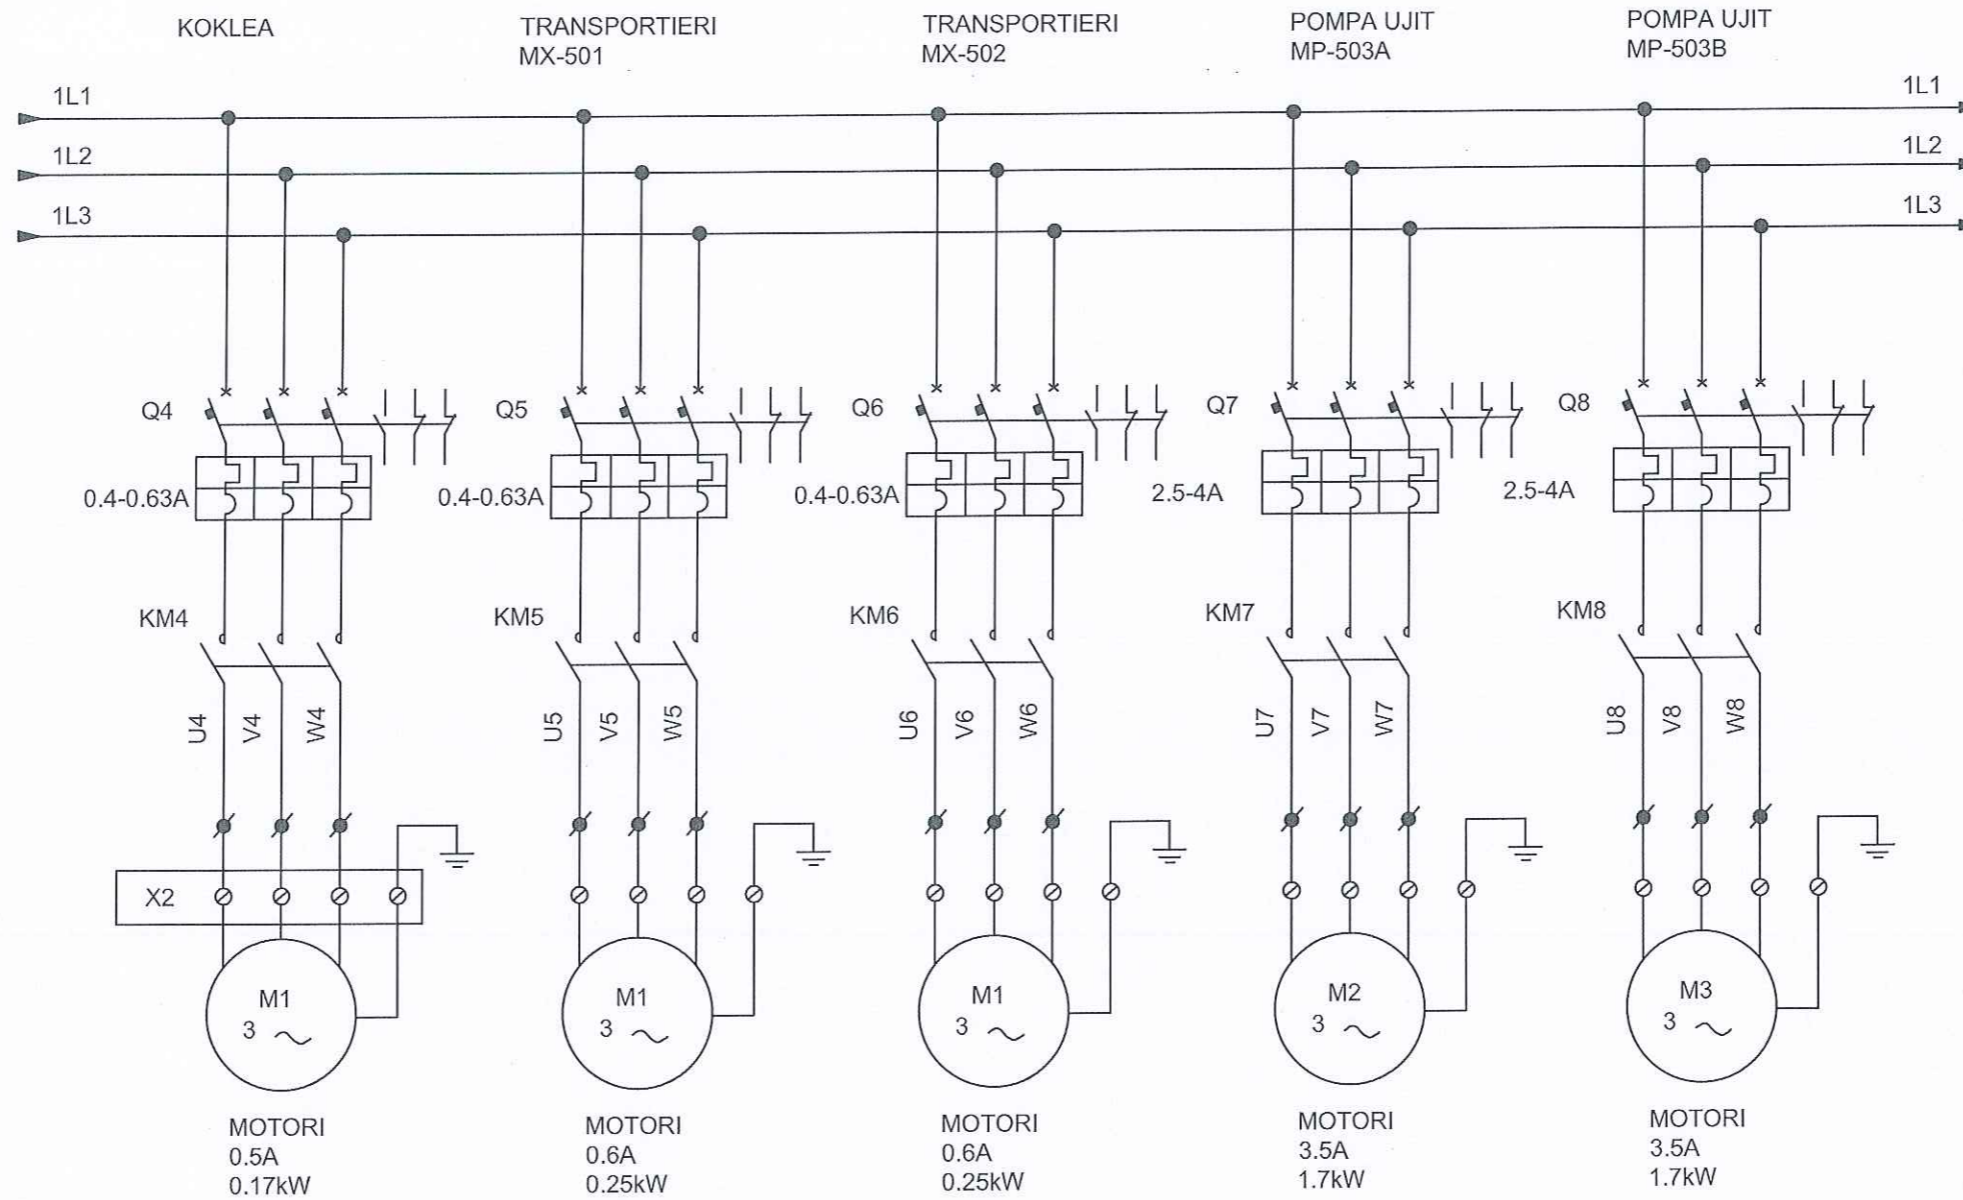 KOKLEA
TRANSPORTIERI
MX-501
TRANSPORTIERI
MX-502
POMPA UJIT
MP-503A
POMPA UJIT
MP-503B
1L1
1L1
1L2
1L2
1L3
1L3
Q4
Q5
Q6
Q7
Q8
0.4-0.63A
0.4-0.63A
0.4-0.63A
2.5-4A
2.5-4A
KM4
KM5
KM6
KM7
KM8
U4
V4
W4
U5
V5
W5
U6
V6
W6
U7
V7
W7
U8
V8
W8
X2
M1
3
M1
3
M1
3
M2
3
M3
3
MOTORI
0.5A
0.17kW
MOTORI
0.6A
0.25kW
MOTORI
0.6A
0.25kW
MOTORI
3.5A
1.7kW
MOTORI
3.5A
1.7kW